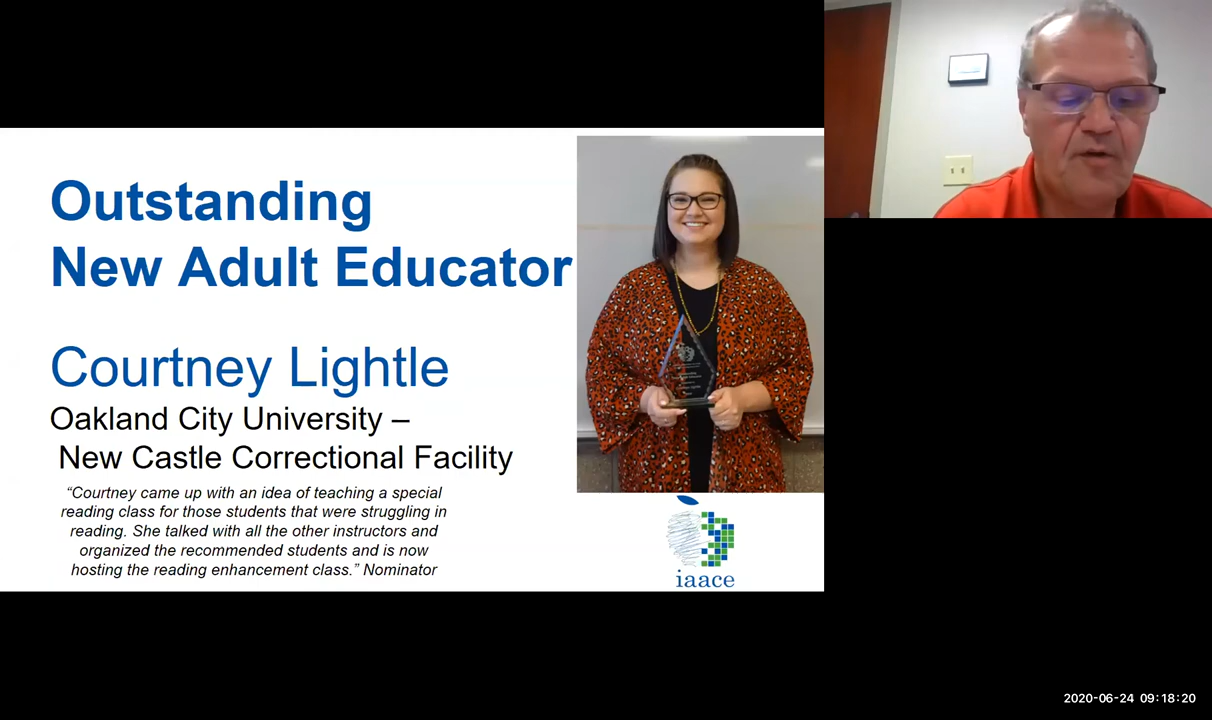 Outstanding
New Adult Educator
Courtney Lightle
Oakland City University –
New Castle Correctional Facility
“Courtney came up with an idea of teaching a special
reading class for those students that were struggling in
reading. She talked with all the other instructors and
organized the recommended students and is now
hosting the reading enhancement class.” Nominator
iaace
2020-06-24 09:18:20